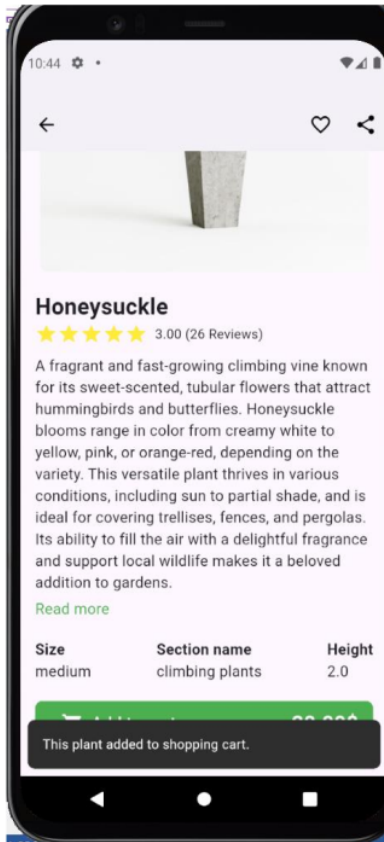 10:44
Honeysuckle
3.00 (26 Reviews)
A fragrant and fast-growing climbing vine known
for its sweet-scented, tubular flowers that attract
hummingbirds and butterflies. Honeysuckle
blooms range in color from creamy white to
yellow, pink, or orange-red, depending on the
variety. This versatile plant thrives in various
conditions, including sun to partial shade, and is
ideal for covering trellises, fences, and pergolas.
Its ability to fill the air with a delightful fragrance
and support local wildlife makes it a beloved
addition to gardens.
Read more
Size Section name Height
medium climbing plants 2.0
This plant added to shopping cart.